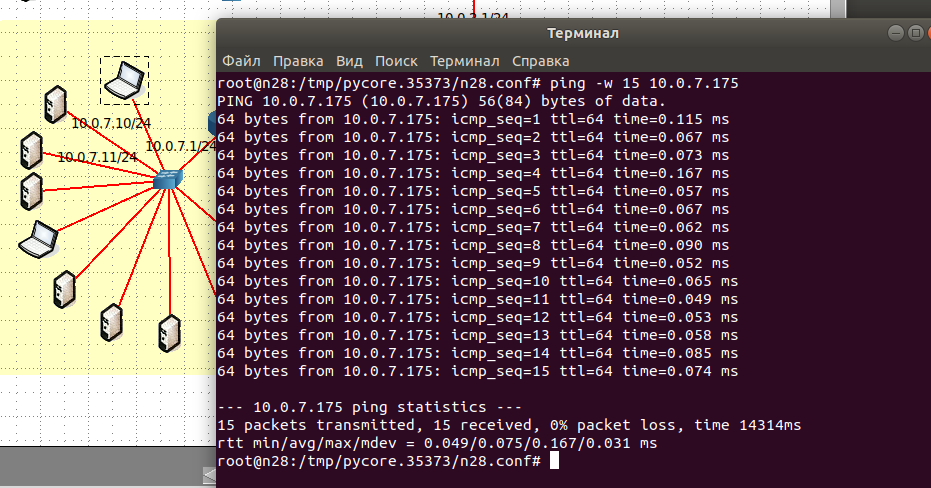 10.0.2.1/24
Терминал
Файл Правка Вид Поиск Терминал Справка
root@n28:/tmp/pycore.35373/n28.conf# ping -w 15 10.0.7.175
PING 10.0.7.175 (10.0.7.175) 56(84) bytes of data.
64 bytes from 10.0.7.175: icmp_seq=1 ttl=64 time=0.115 ms
64 bytes from 10.0.7.175: icmp_seq=2 ttl=64 time=0.067 ms
64 bytes from 10.0.7.175: icmp_seq=3 ttl=64 time=0.073 ms
64 bytes from 10.0.7.175: icmp_seq=4 ttl=64 time=0.167 ms
64 bytes from 10.0.7.175: icmp_seq=5 ttl=64 time=0.057 ms
64 bytes from 10.0.7.175: icmp_seq=6 ttl=64 time=0.067 ms
64 bytes from 10.0.7.175: icmp_seq=7 ttl=64 time=0.062 ms
64 bytes from 10.0.7.175: icmp_seq=8 ttl=64 time=0.090 ms
64 bytes from 10.0.7.175: icmp_seq=9 ttl=64 time=0.052 ms
64 bytes from 10.0.7.175: icmp_seq=10 ttl=64 time=0.065 ms
64 bytes from 10.0.7.175: icmp_seq=11 ttl=64 time=0.049 ms
64 bytes from 10.0.7.175: icmp_seq=12 ttl=64 time=0.053 ms
64 bytes from 10.0.7.175: icmp_seq=13 ttl=64 time=0.058 ms
64 bytes from 10.0.7.175: icmp_seq=14 ttl=64 time=0.085 ms
64 bytes from 10.0.7.175: icmp_seq=15 ttl=64 time=0.074 ms
--- 10.0.7.175 ping statistics ---
15 packets transmitted, 15 received, 0% packet loss, time 14314ms
rtt min/avg/max/mdev = 0.049/0.075/0.167/0.031 ms
root@n28:/tmp/pycore.35373/n28.conf#
10.0.7.10/24
10.0.7.1/24
10.0.7.11/24